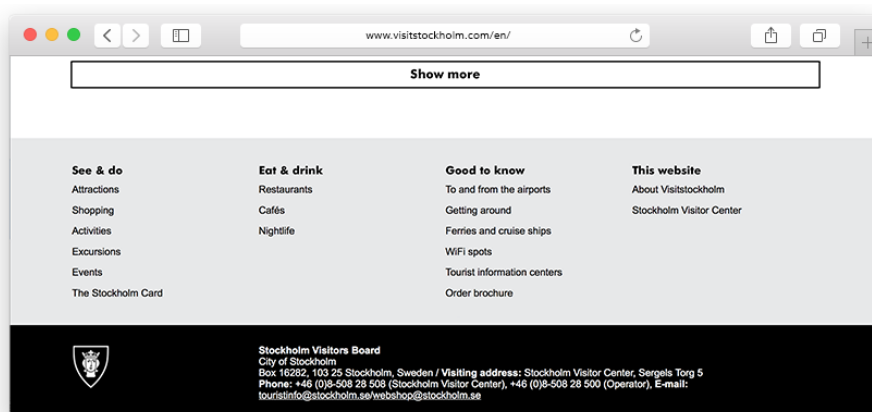 www.visitstockholm.com/en/
Show more
See & do
Attractions
Shopping
Activities
Excursions
Events
The Stockholm Card
Eat & drink
Restaurants
Cafés
Nightlife
Good to know
To and from the airports
Getting around
Ferries and cruise ships
WiFi spots
Tourist information centers
Order brochure
This website
About Visitstockholm
Stockholm Visitor Center
Stockholm Visitors Board
City of Stockholm
Box 16282, 103 25 Stockholm, Sweden / Visiting address: Stockholm Visitor Center, Sergels Torg 5
Phone: +46 (0)8-508 28 508 (Stockholm Visitor Center), +46 (0)8-508 28 500 (Operator), E-mail:
touristinfo@stockholm.se/webshop@stockholm.se